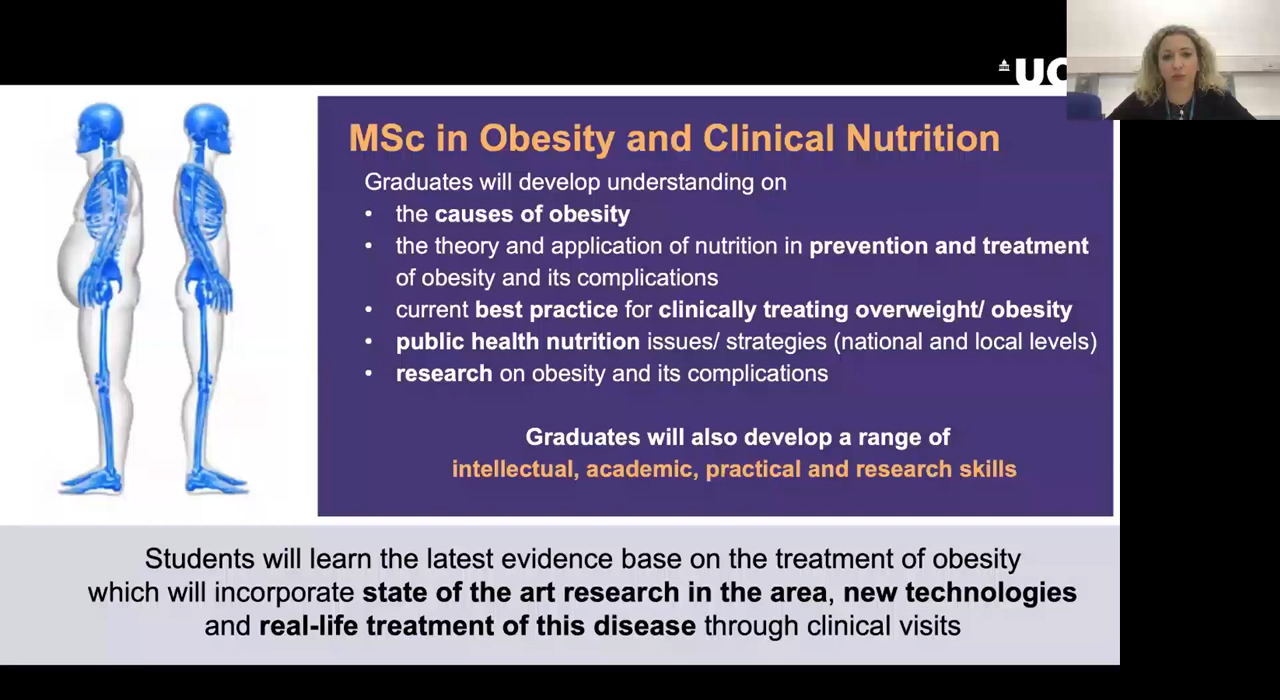 UC
MSc in Obesity and Clinical Nutrition
Graduates will develop understanding on
• the causes of obesity
• the theory and application of nutrition in prevention and treatment
of obesity and its complications
• current best practice for clinically treating overweight/ obesity
• public health nutrition issues/ strategies (national and local levels)
• research on obesity and its complications
Graduates will also develop a range of
intellectual, academic, practical and research skills
Students will learn the latest evidence base on the treatment of obesity
which will incorporate state of the art research in the area, new technologies
and real-life treatment of this disease through clinical visits